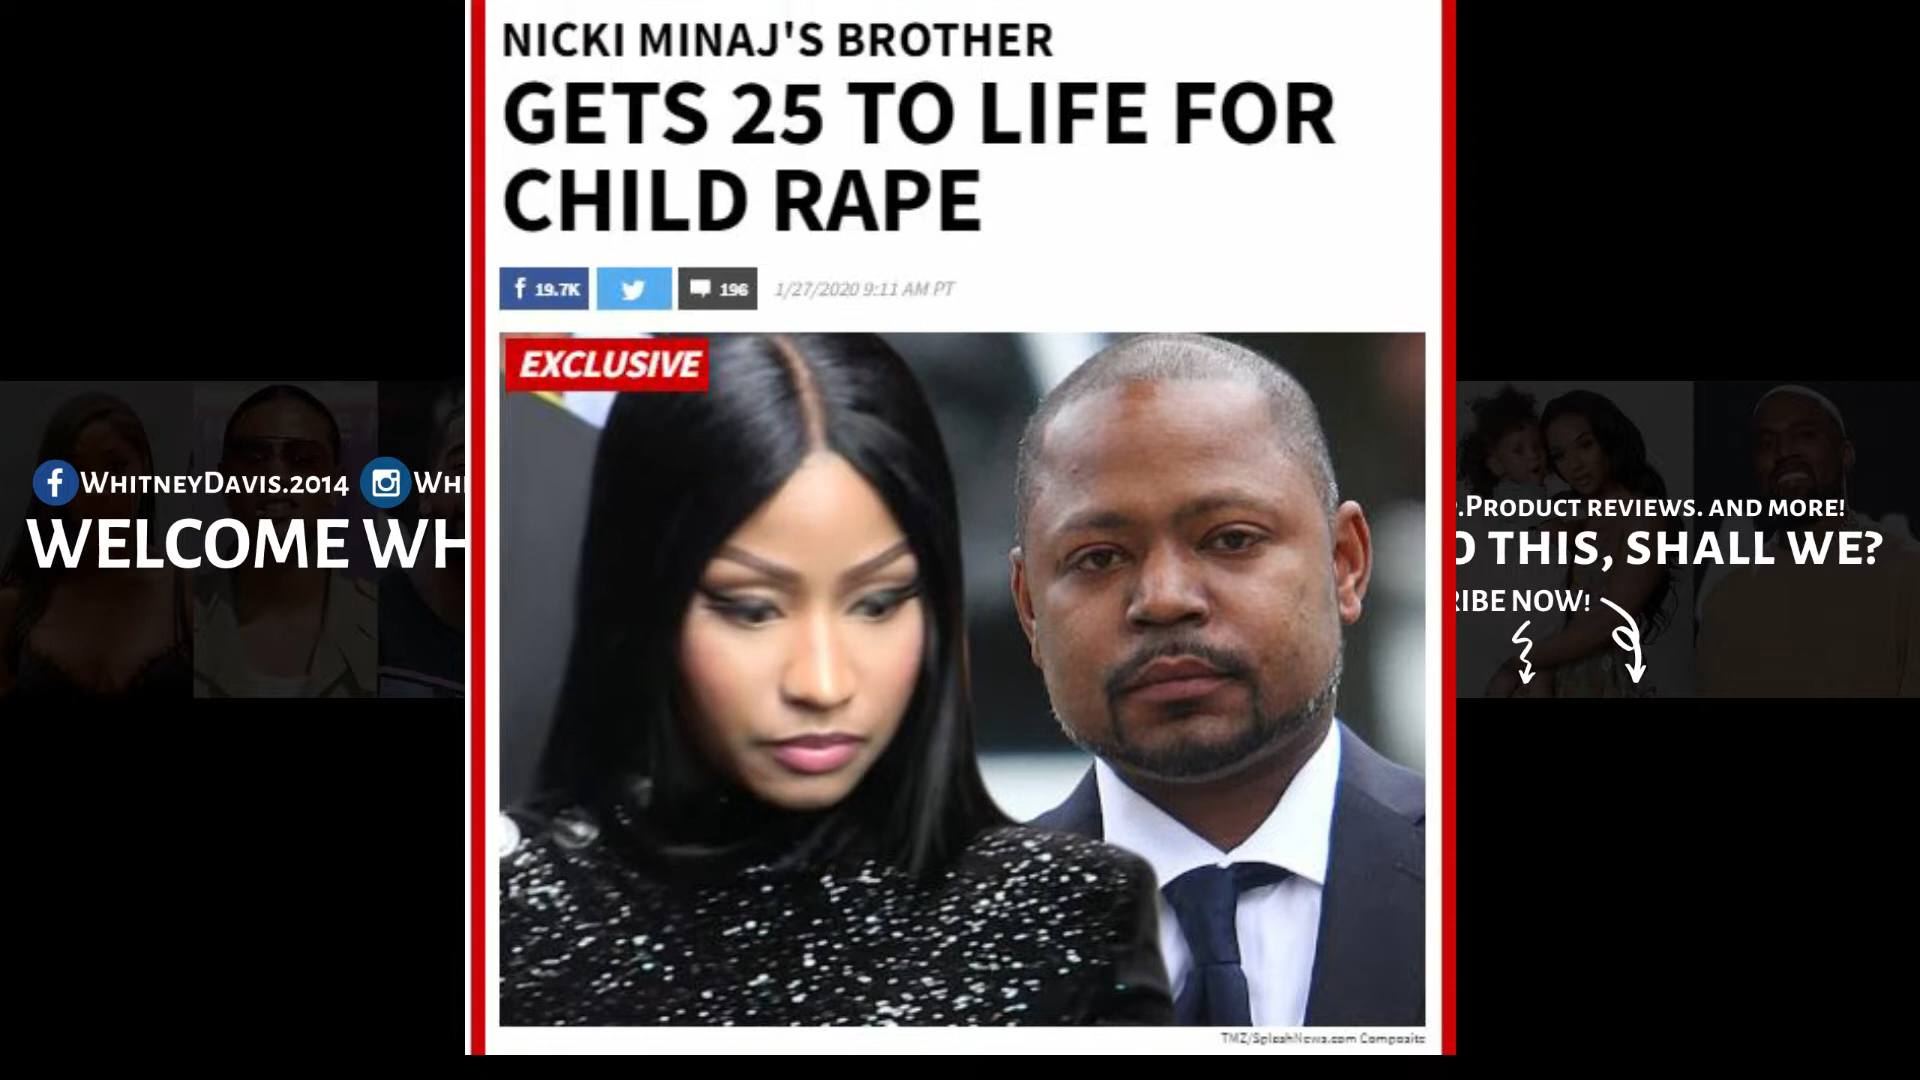 NICKI MINAJ'S BROTHER
GETS 25 TO LIFE FOR
CHILD RAPE
19.7K
196
1/27/2020 9:11 AM PT
EXCLUSIVE
WHITNEYDAVIS.2014 WHI
WELCOME WH
.PRODUCT REVIEWS. AND MORE!
O THIS, SHALL WE?
RIBE NOW!
TMZ/SplashNews.com Composite